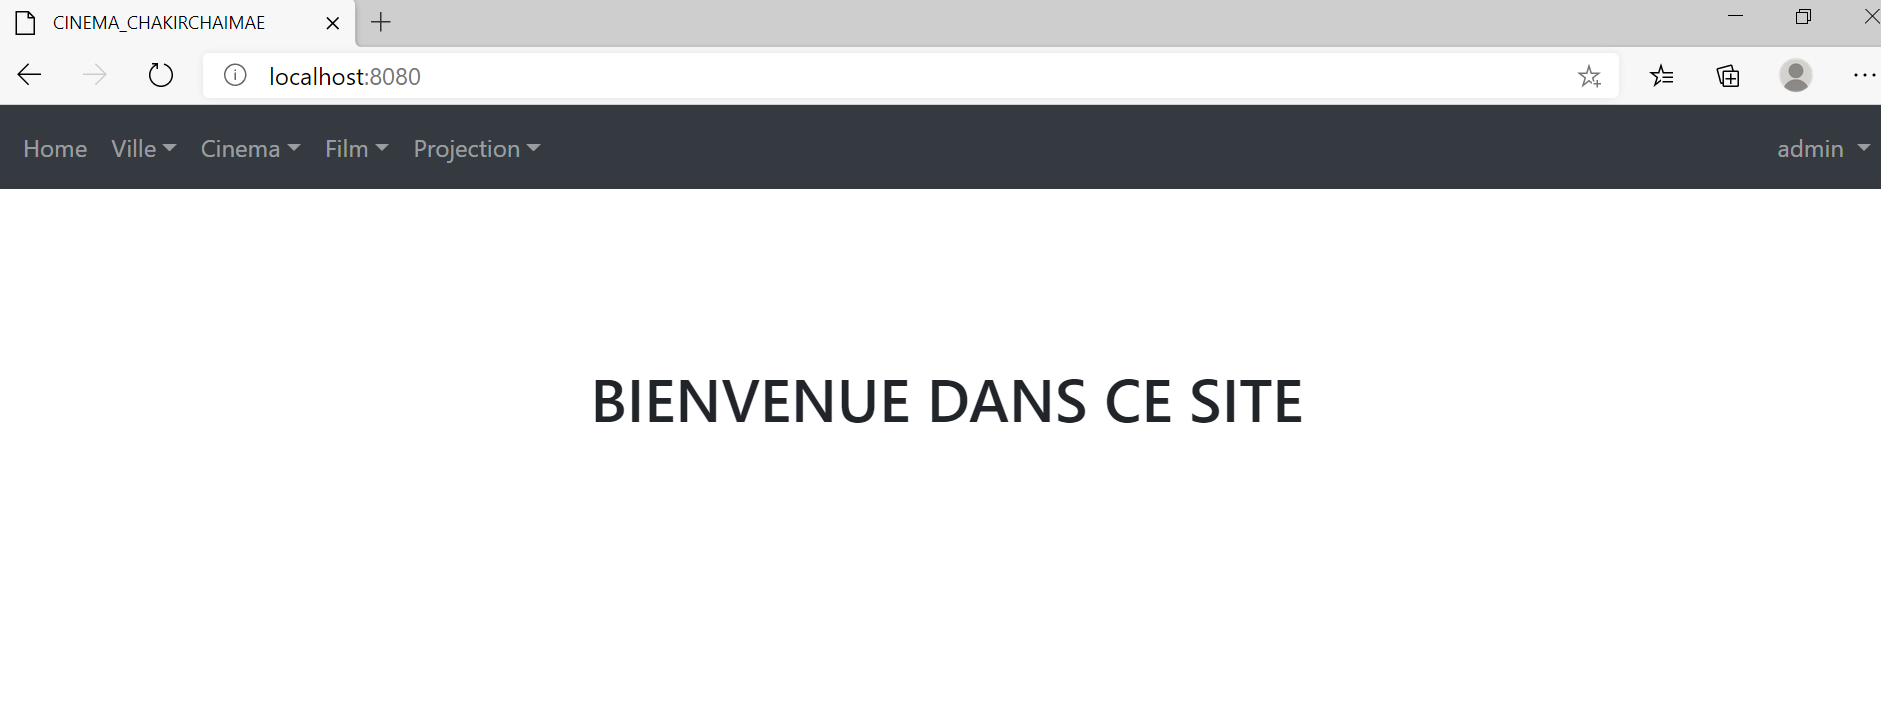 CINEMA_CHAKIRCHAIMAE
localhost:8080
Home Ville Cinema Film Projection admin
BIENVENUE DANS CE SITE